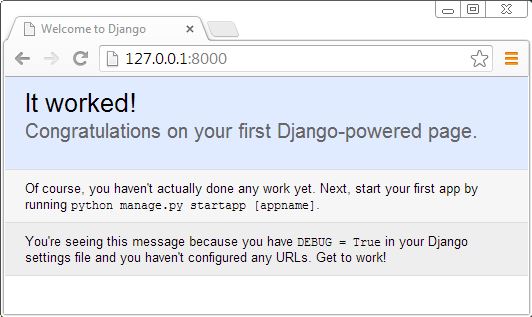 Welcome to Django
127.0.0.1:8000
It worked!
Congratulations on your first Django-powered page.
Of course, you haven't actually done any work yet. Next, start your first app by
running python manage.py startapp [appname].
You're seeing this message because you have DEBUG = True in your Django
settings file and you haven't configured any URLs. Get to work!